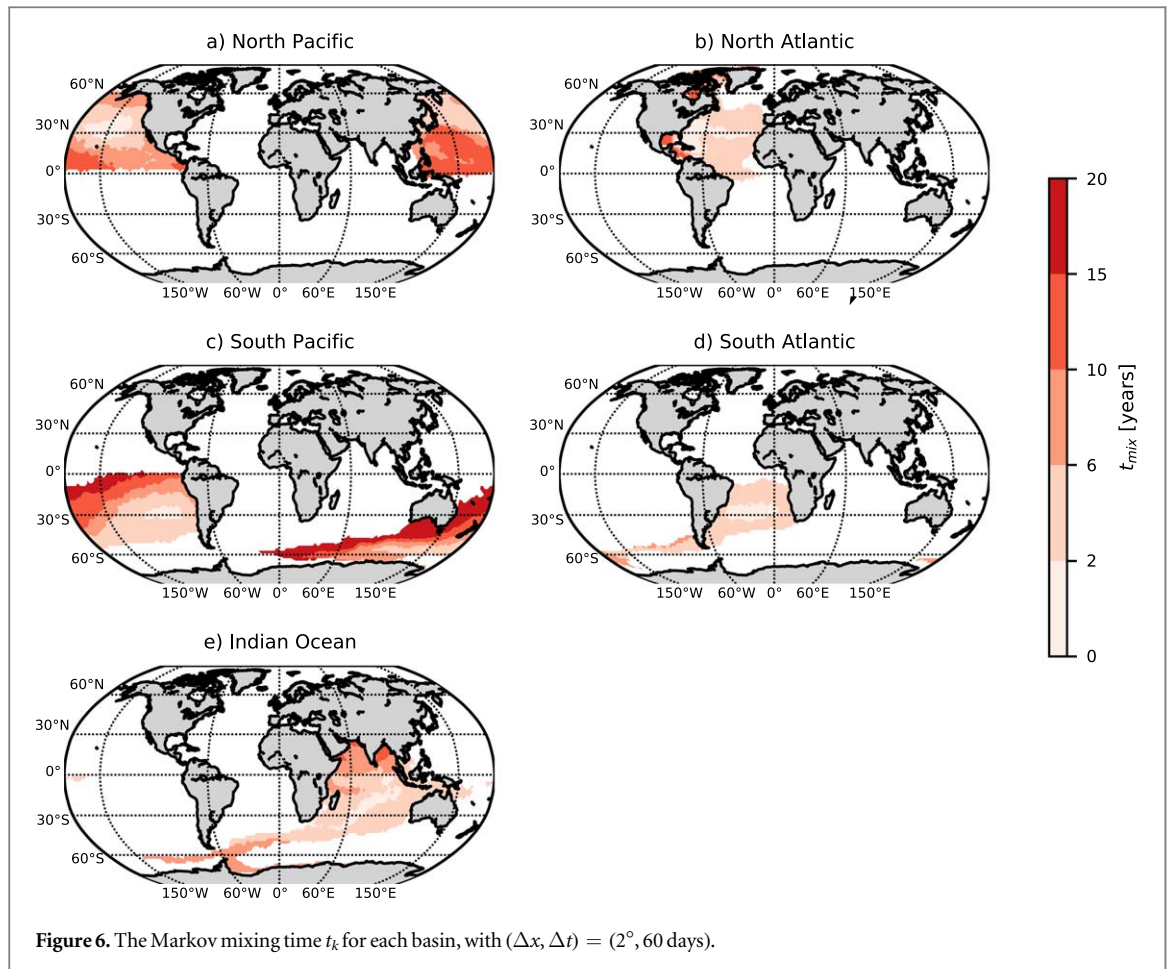 a) North Pacific
60°N
30°N
0°
30°S
60°S
150°W 60°W 0° 60°E 150°E
b) North Atlantic
60°N
30°N
0°
30°S
60°S
150°W 60°W 0° 60°E 150°E
c) South Pacific
60°N
30°N
0°
30°S
60°S
150°W 60°W 0° 60°E 150°E
d) South Atlantic
60°N
30°N
0°
30°S
60°S
150°W 60°W 0° 60°E 150°E
e) Indian Ocean
60°N
30°N
0°
30°S
60°S
150°W 60°W 0° 60°E 150°E
20
15
10
6
2
0
t_mix [years]
Figure 6. The Markov mixing time t_k for each basin, with (Δx, Δt) = (2°, 60 days).